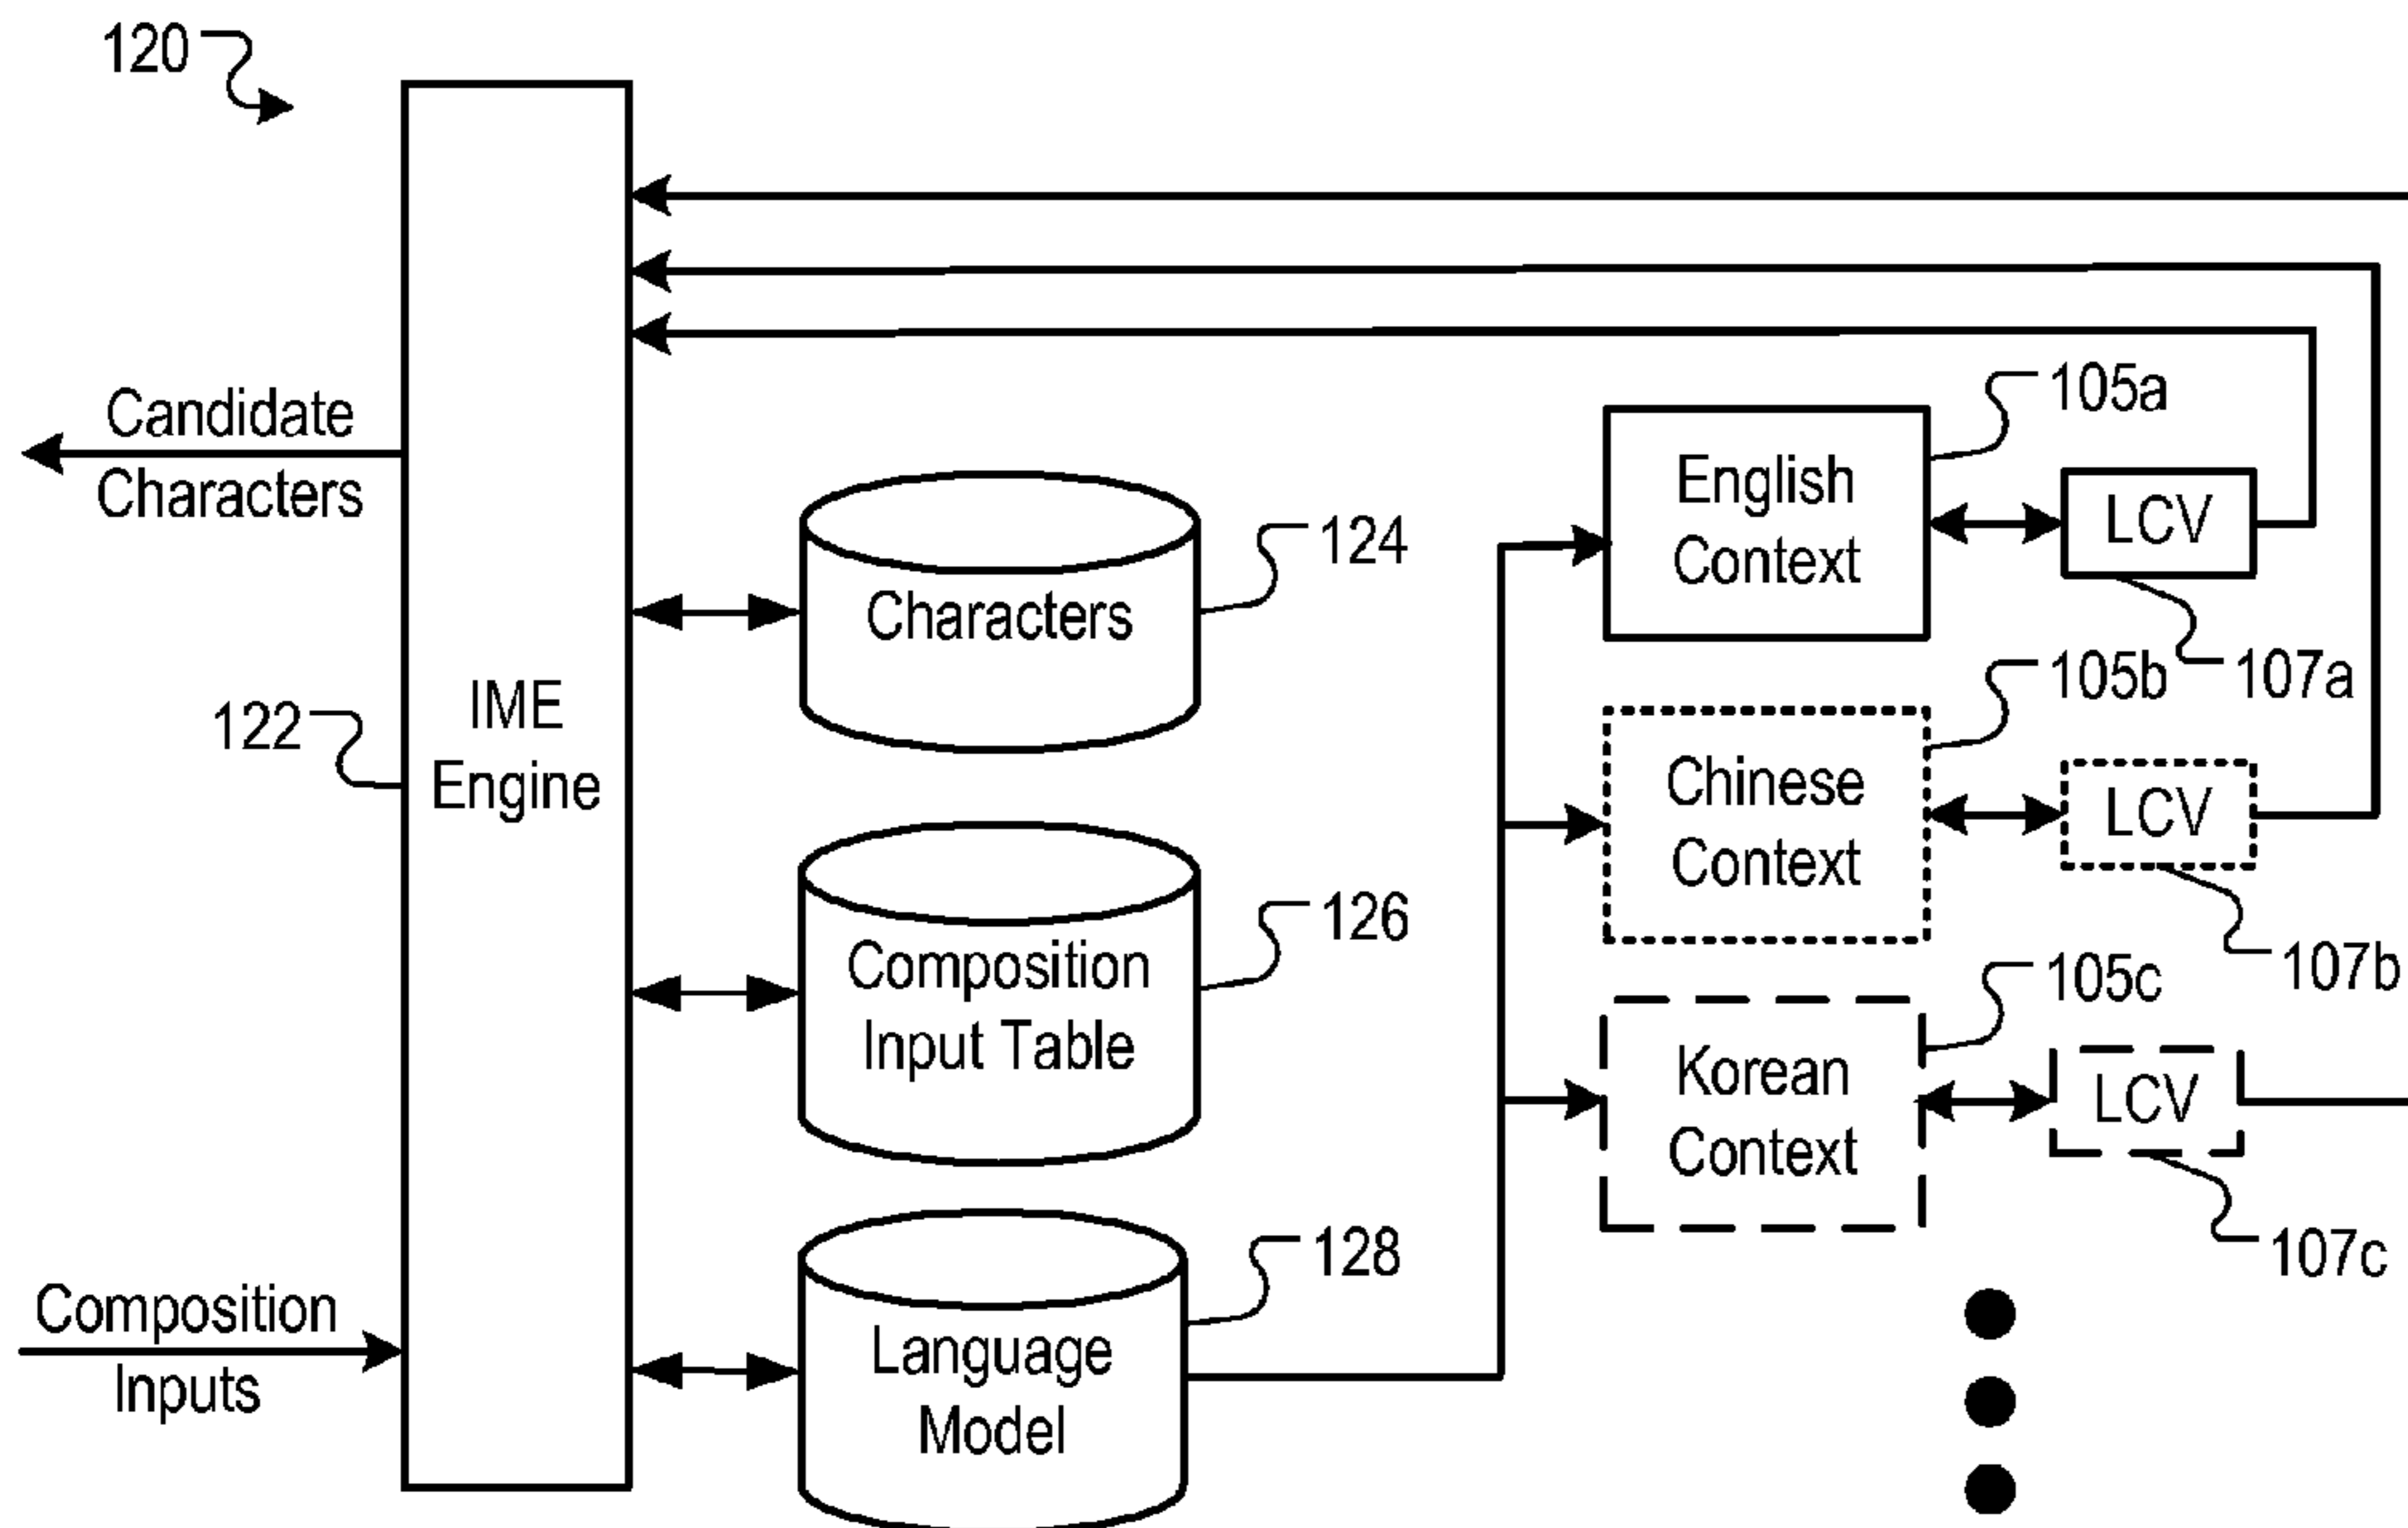 120
Candidate
Characters
122
IME
Engine
Composition
Inputs
Characters
124
Composition
Input Table
126
Language
Model
128
English
Context
105a
LCV
107a
Chinese
Context
105b
LCV
107b
Korean
Context
105c
LCV
107c